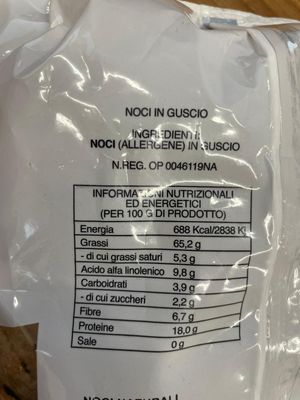 NOCI IN GUSCIO
INGREDIENTI:
NOCI (ALLERGENE) IN GUSCIO
N.REG. OP 0046119NA
INFORMAZIONI NUTRIZIONALI
ED ENERGETICI
(PER 100 G DI PRODOTTO)
Energia 688 Kcal/2838 Kj
Grassi 65,2 g
- di cui grassi saturi 5,3 g
Acido alfa linolenico 9,8 g
Carboidrati 3,9 g
- di cui zuccheri 2,2 g
Fibre 6,7 g
Proteine 18,0 g
Sale 0 g
NOCI NATURALI